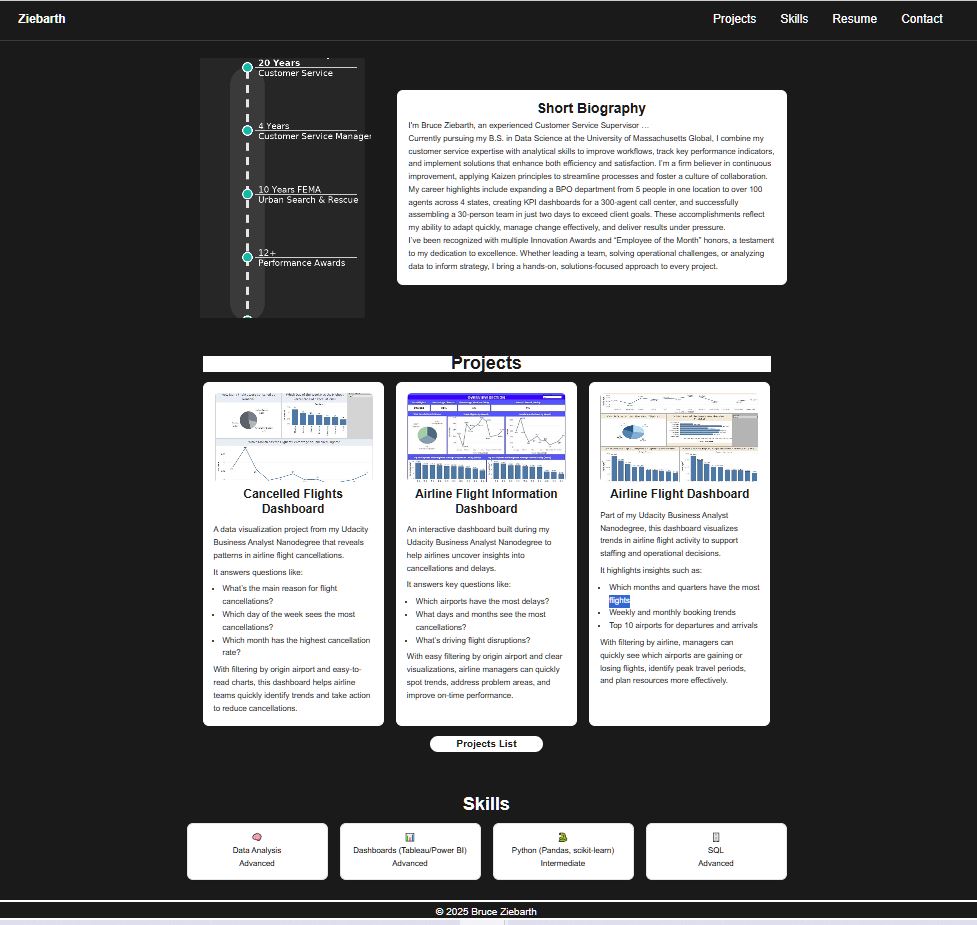 Ziebarth
Projects Skills Resume Contact
20 Years
Customer Service
4 Years
Customer Service Manager
10 Years FEMA
Urban Search & Rescue
12+
Performance Awards
Short Biography
I'm Bruce Ziebarth, an experienced Customer Service Supervisor ...
Currently pursuing my B.S. in Data Science at the University of Massachusetts Global, I combine my
customer service expertise with analytical skills to improve workflows, track key performance indicators,
and implement solutions that enhance both efficiency and satisfaction. I'm a firm believer in continuous
improvement, applying Kaizen principles to streamline processes and foster a culture of collaboration.
My career highlights include expanding a BPO department from 5 people in one location to over 100
agents across 4 states, creating KPI dashboards for a 300-agent call center, and successfully
assembling a 30-person team in just two days to exceed client goals. These accomplishments reflect
my ability to adapt quickly, manage change effectively, and deliver results under pressure.
I've been recognized with multiple Innovation Awards and "Employee of the Month" honors, a testament
to my dedication to excellence. Whether leading a team, solving operational challenges, or analyzing
data to inform strategy, I bring a hands-on, solutions-focused approach to every project.
Projects
OVERVIEW SECTION
Cancelled Flights
Dashboard
A data visualization project from my Udacity
Business Analyst Nanodegree that reveals
patterns in airline flight cancellations.
It answers questions like:
• What's the main reason for flight
cancellations?
• Which day of the week sees the most
cancellations?
• Which month has the highest cancellation
rate?
With filtering by origin airport and easy-to-
read charts, this dashboard helps airline
teams quickly identify trends and take action
to reduce cancellations.
Airline Flight Information
Dashboard
An interactive dashboard built during my
Udacity Business Analyst Nanodegree to
help airlines uncover insights into
cancellations and delays.
It answers key questions like:
• Which airports have the most delays?
• What days and months see the most
cancellations?
• What's driving flight disruptions?
With easy filtering by origin airport and clear
visualizations, airline managers can quickly
spot trends, address problem areas, and
improve on-time performance.
Airline Flight Dashboard
Part of my Udacity Business Analyst
Nanodegree, this dashboard visualizes
trends in airline flight activity to support
staffing and operational decisions.
It highlights insights such as:
• Which months and quarters have the most
flights
• Weekly and monthly booking trends
• Top 10 airports for departures and arrivals
With filtering by airline, managers can
quickly see which airports are gaining or
losing flights, identify peak travel periods,
and plan resources more effectively.
Projects List
Skills
Data Analysis
Advanced
Dashboards (Tableau/Power BI)
Advanced
Python (Pandas, scikit-learn)
Intermediate
SQL
Advanced
© 2025 Bruce Ziebarth